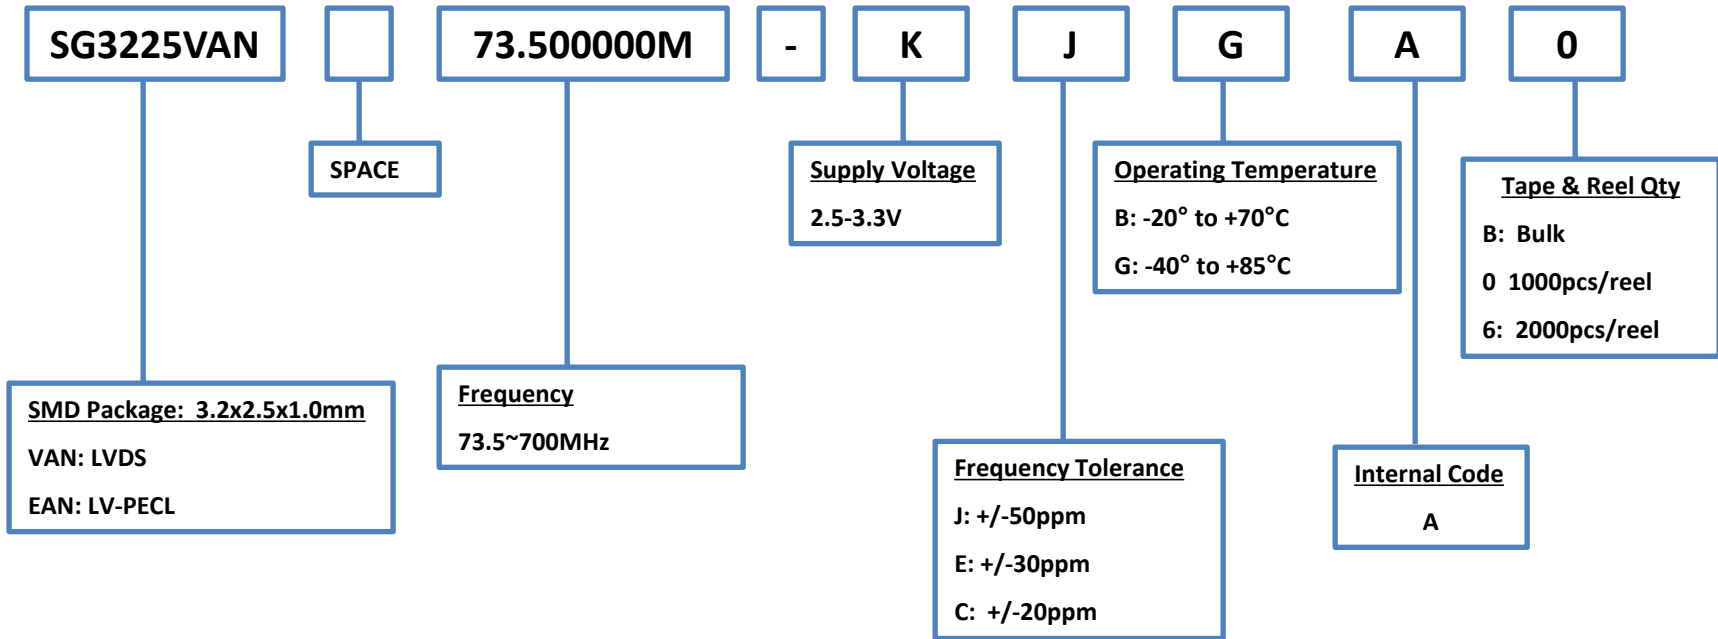 SG3225VAN 73.500000M - K J G A 0
SPACE
Supply Voltage
2.5-3.3V
Operating Temperature
B: -20° to +70°C
G: -40° to +85°C
Tape & Reel Qty
B: Bulk
0 1000pcs/reel
6: 2000pcs/reel
SMD Package: 3.2x2.5x1.0mm
VAN: LVDS
EAN: LV-PECL
Frequency
73.5~700MHz
Frequency Tolerance
J: +/-50ppm
E: +/-30ppm
C: +/-20ppm
Internal Code
A